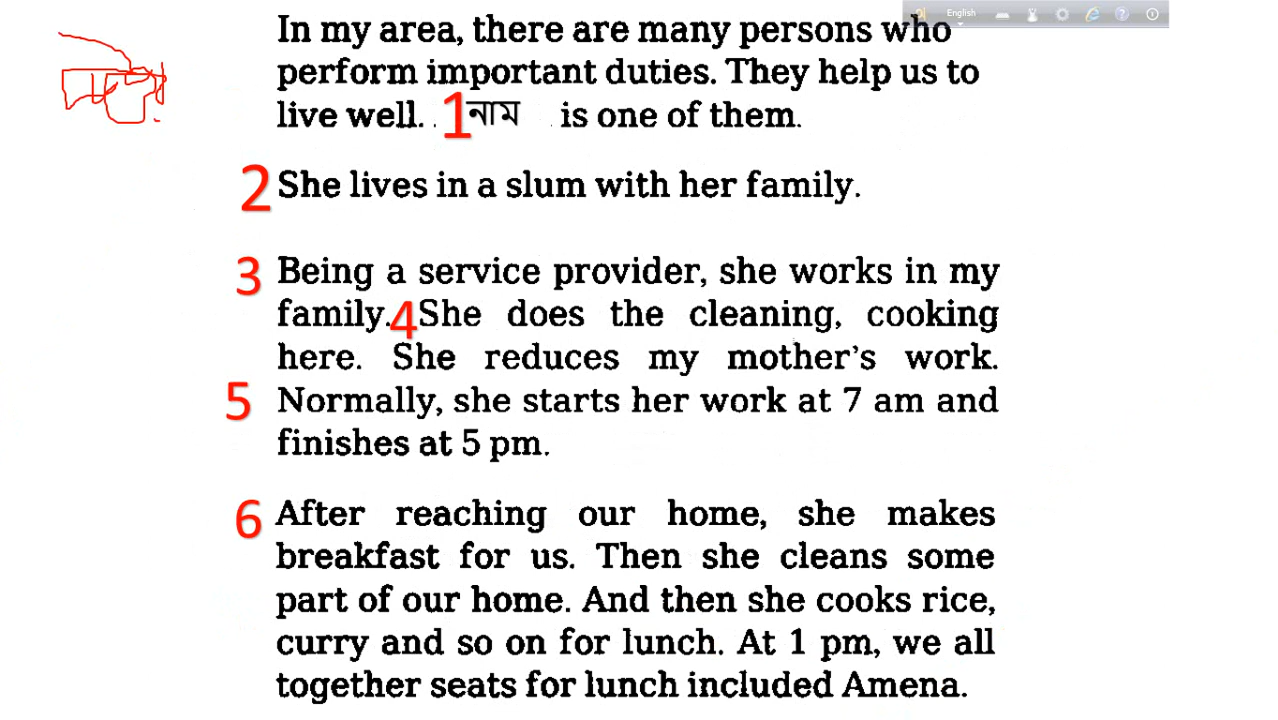 English
In my area, there are many persons who
perform important duties. They help us to
live well. 1 নাম is one of them.
2 She lives in a slum with her family.
3 Being a service provider, she works in my
family. 4 She does the cleaning, cooking
here. She reduces my mother's work.
5 Normally, she starts her work at 7 am and
finishes at 5 pm.
6 After reaching our home, she makes
breakfast for us. Then she cleans some
part of our home. And then she cooks rice,
curry and so on for lunch. At 1 pm, we all
together seats for lunch included Amena.